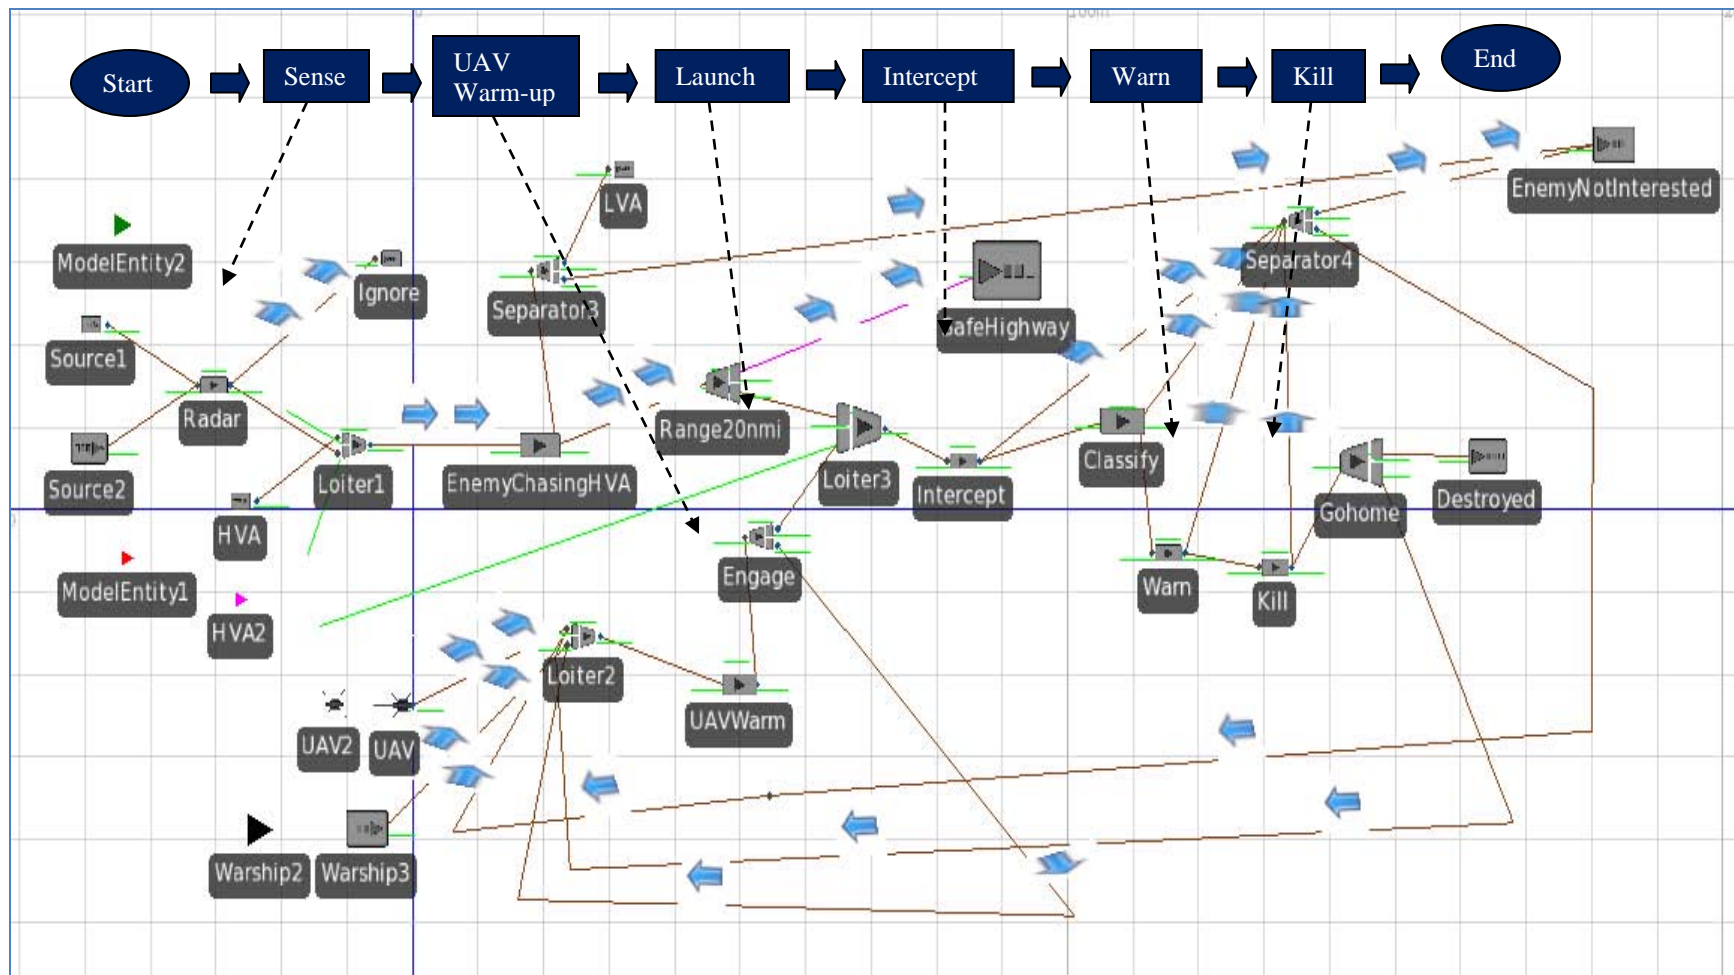 100m
Start
Sense
UAV
Warm-up
Launch
Intercept
Warn
Kill
End
EnemyNotInterested
LVA
ModelEntity2
Ignore
Separator3
Separator4
SafeHighway
Source1
Radar
Range20nmi
Source2
Loiter1
EnemyChasingHVA
Loiter3
Intercept
Classify
Gohome
Destroyed
HVA
ModelEntity1
HVA2
Engage
Warn
Kill
Loiter2
UAVWarm
UAV2
UAV
Warship2
Warship3